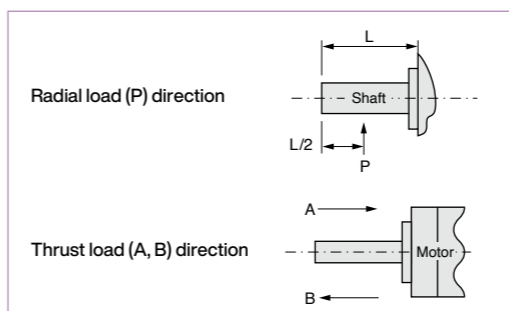 L
Radial load (P) direction
Shaft
L/2
P
A
Thrust load (A, B) direction
Motor
B